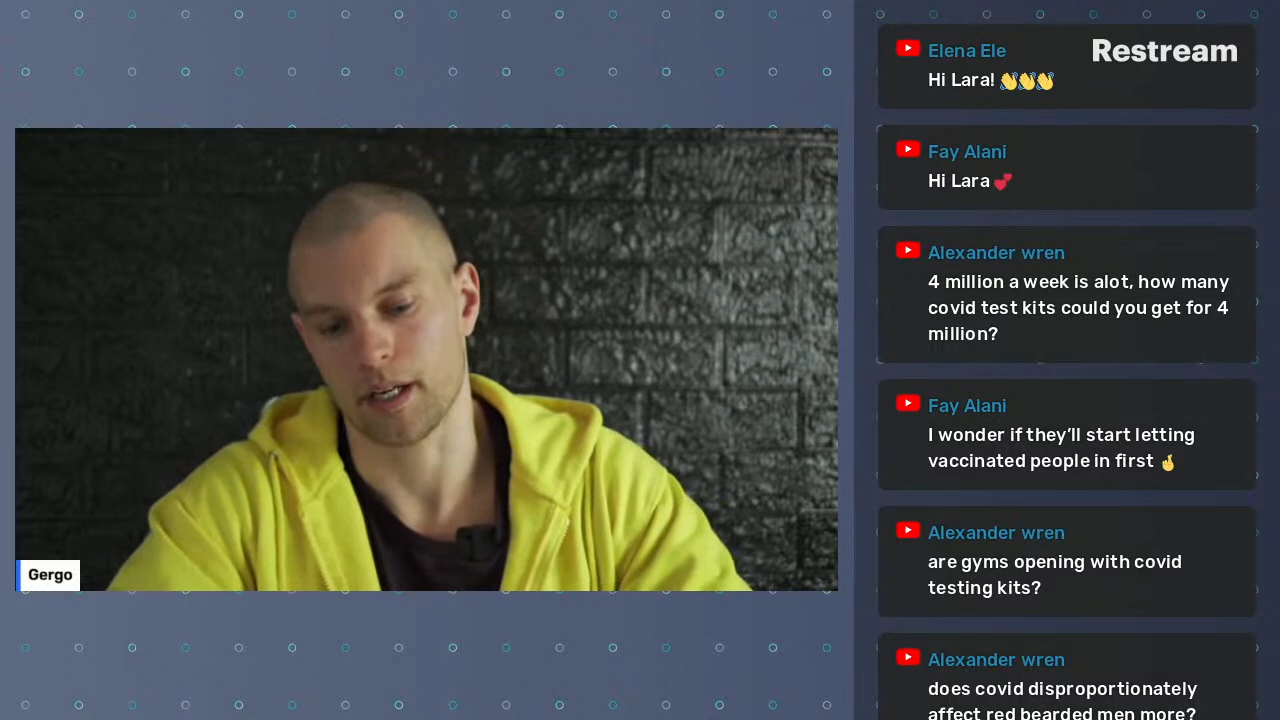 Restream
Elena Ele
Hi Lara! 👋👋👋
Fay Alani
Hi Lara 💕
Alexander wren
4 million a week is alot, how many
covid test kits could you get for 4
million?
Fay Alani
I wonder if they’ll start letting
vaccinated people in first 🤞
Alexander wren
are gyms opening with covid
testing kits?
Alexander wren
does covid disproportionately
affect red bearded men more?
Gergo